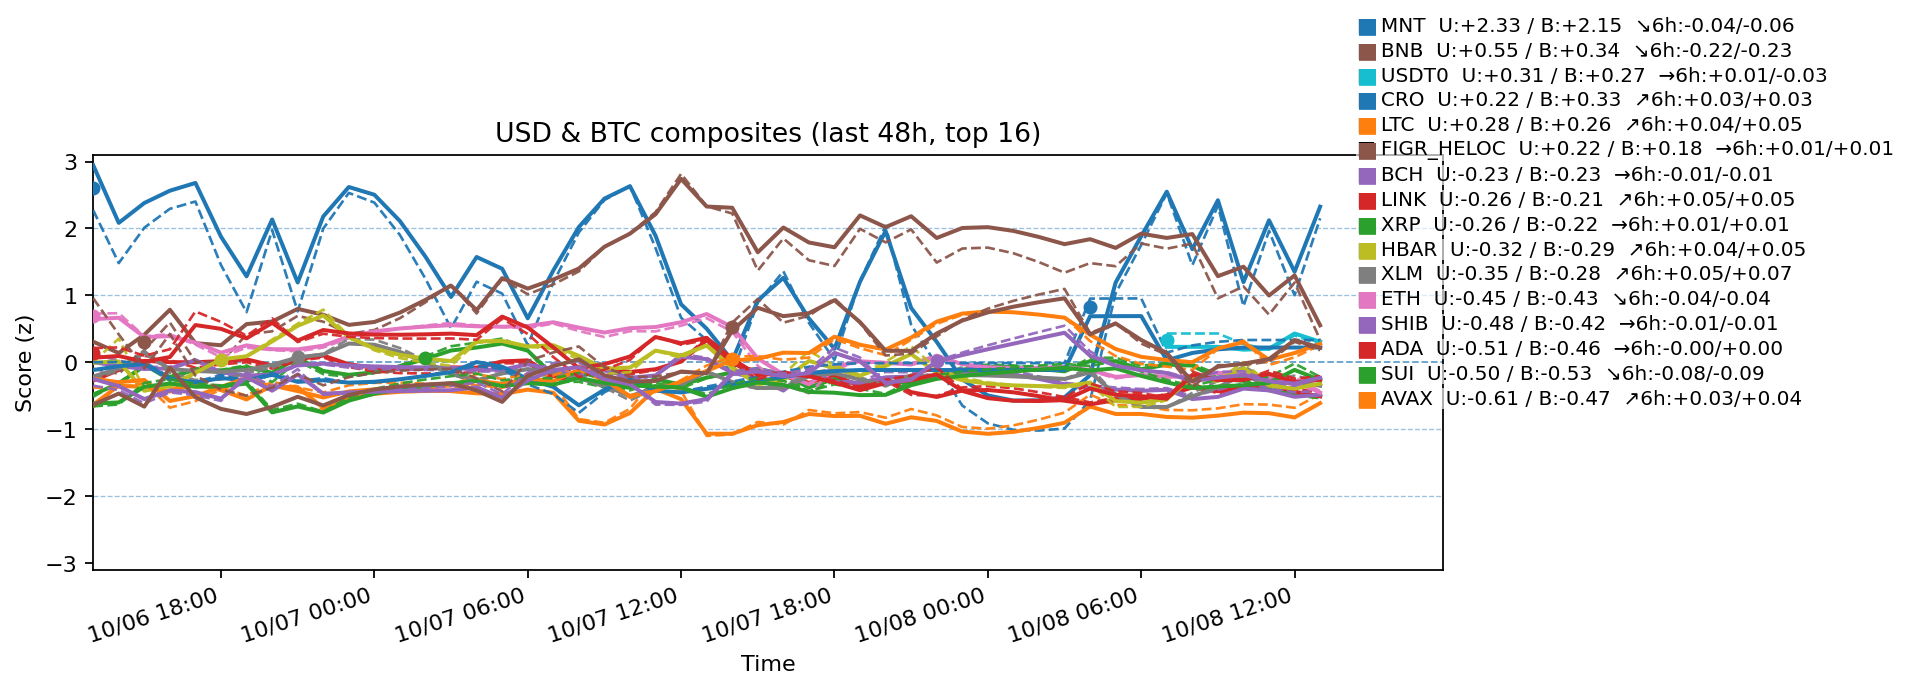 MNT  U:+2.33 / B:+2.15  ↘6h:-0.04/-0.06
BNB  U:+0.55 / B:+0.34  ↘6h:-0.22/-0.23
USDT0  U:+0.31 / B:+0.27  →6h:+0.01/-0.03
CRO  U:+0.22 / B:+0.33  ↗6h:+0.03/+0.03
LTC  U:+0.28 / B:+0.26  ↗6h:+0.04/+0.05
FIGR_HELOC  U:+0.22 / B:+0.18  →6h:+0.01/+0.01
BCH  U:-0.23 / B:-0.23  →6h:-0.01/-0.01
LINK  U:-0.26 / B:-0.21  ↗6h:+0.05/+0.05
XRP  U:-0.26 / B:-0.22  →6h:+0.01/+0.01
HBAR  U:-0.32 / B:-0.29  ↗6h:+0.04/+0.05
XLM  U:-0.35 / B:-0.28  ↗6h:+0.05/+0.07
ETH  U:-0.45 / B:-0.43  ↘6h:-0.04/-0.04
SHIB  U:-0.48 / B:-0.42  →6h:-0.01/-0.01
ADA  U:-0.51 / B:-0.46  →6h:-0.00/+0.00
SUI  U:-0.50 / B:-0.53  ↘6h:-0.08/-0.09
AVAX  U:-0.61 / B:-0.47  ↗6h:+0.03/+0.04
USD & BTC composites (last 48h, top 16)
Score (z)
3
2
1
0
−1
−2
−3
10/06 18:00
10/07 00:00
10/07 06:00
10/07 12:00
10/07 18:00
10/08 00:00
10/08 06:00
10/08 12:00
Time